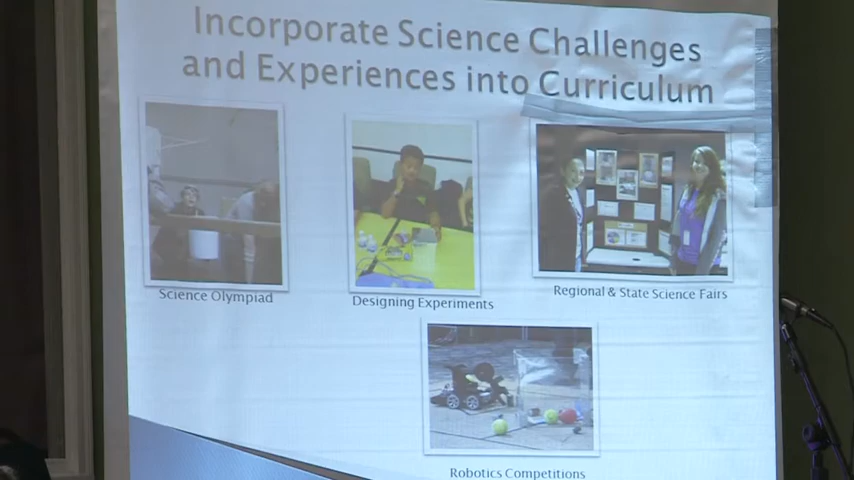 Incorporate Science Challenges
and Experiences into Curriculum
Science Olympiad
Designing Experiments
Regional & State Science Fairs
Robotics Competitions